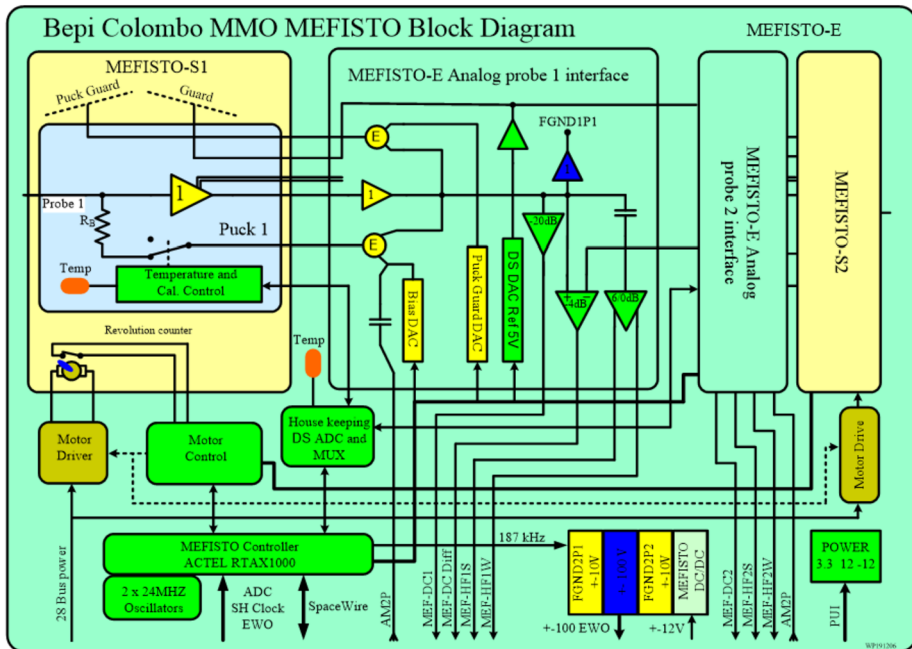 Bepi Colombo MMO MEFISTO Block Diagram
MEFISTO-E
MEFISTO-S1
Puck Guard
Guard
MEFISTO-E Analog probe 1 interface
FGND1P1
E
1
1
1
Probe 1
R_B
Puck 1
E
-20dB
Temp
Temperature and
Cal. Control
Bias DAC
Puck Guard DAC
DS DAC Ref 5V
+ -
-4dB
6/0dB
MEFISTO-E Analog
probe 2 interface
MEFISTO-S2
Revolution counter
Temp
Motor
Driver
Motor
Control
House keeping
DS ADC and
MUX
Motor Drive
187 kHz
MEFISTO Controller
ACTEL RTAX1000
2 x 24MHZ
Oscillators
28 Bus power
ADC
SH Clock
EWO
SpaceWire
AM2P
MEF-DC1
MEF-DC Diff
MEF-HF1S
MEF-HF1W
FGND2P1
+-10V
+-100 V
FGND2P2
+-10V
MEFISTO
DC/DC
+-100 EWO
+-12V
MEF-DC2
MEF-HF2S
MEF-HF2W
AM2P
POWER
3.3 12 -12
PUI
WP191206